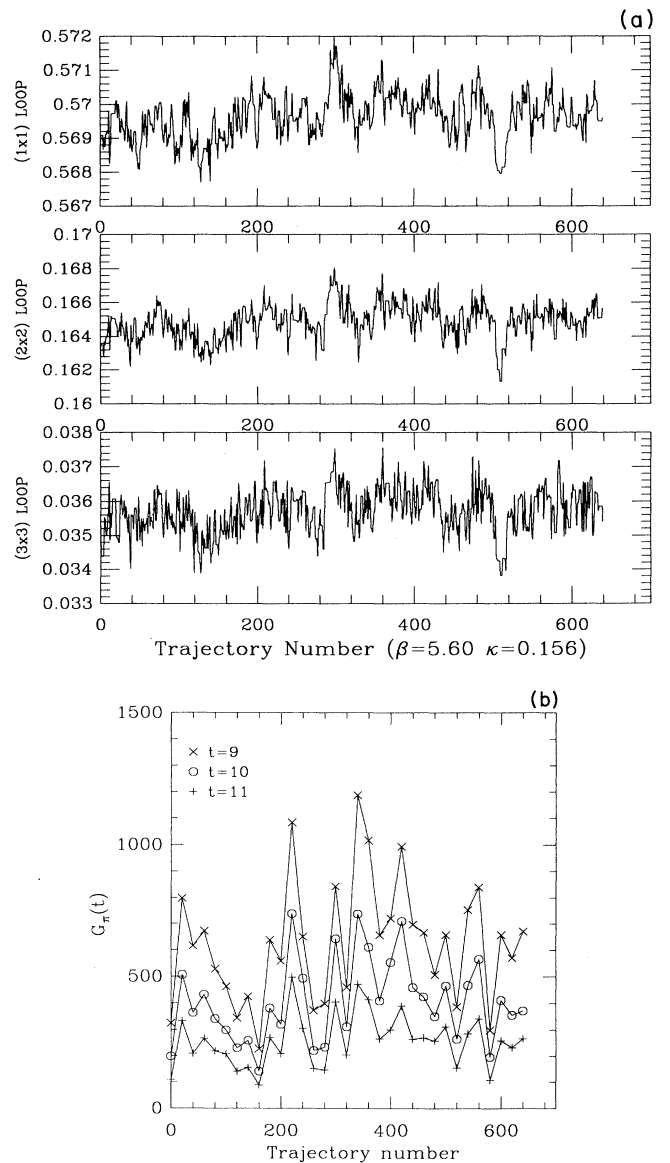 (a)
0.572
0.571
0.57
0.569
0.568
0.567
(1x1) LOOP
0 200 400 600
0.17
0.168
0.166
0.164
0.162
0.16
(2x2) LOOP
0 200 400 600
0.038
0.037
0.036
0.035
0.034
0.033
(3x3) LOOP
0 200 400 600
Trajectory Number (β=5.60 κ=0.156)
(b)
1500
1000
500
0
G_π(t)
× t=9
○ t=10
+ t=11
0 200 400 600
Trajectory number